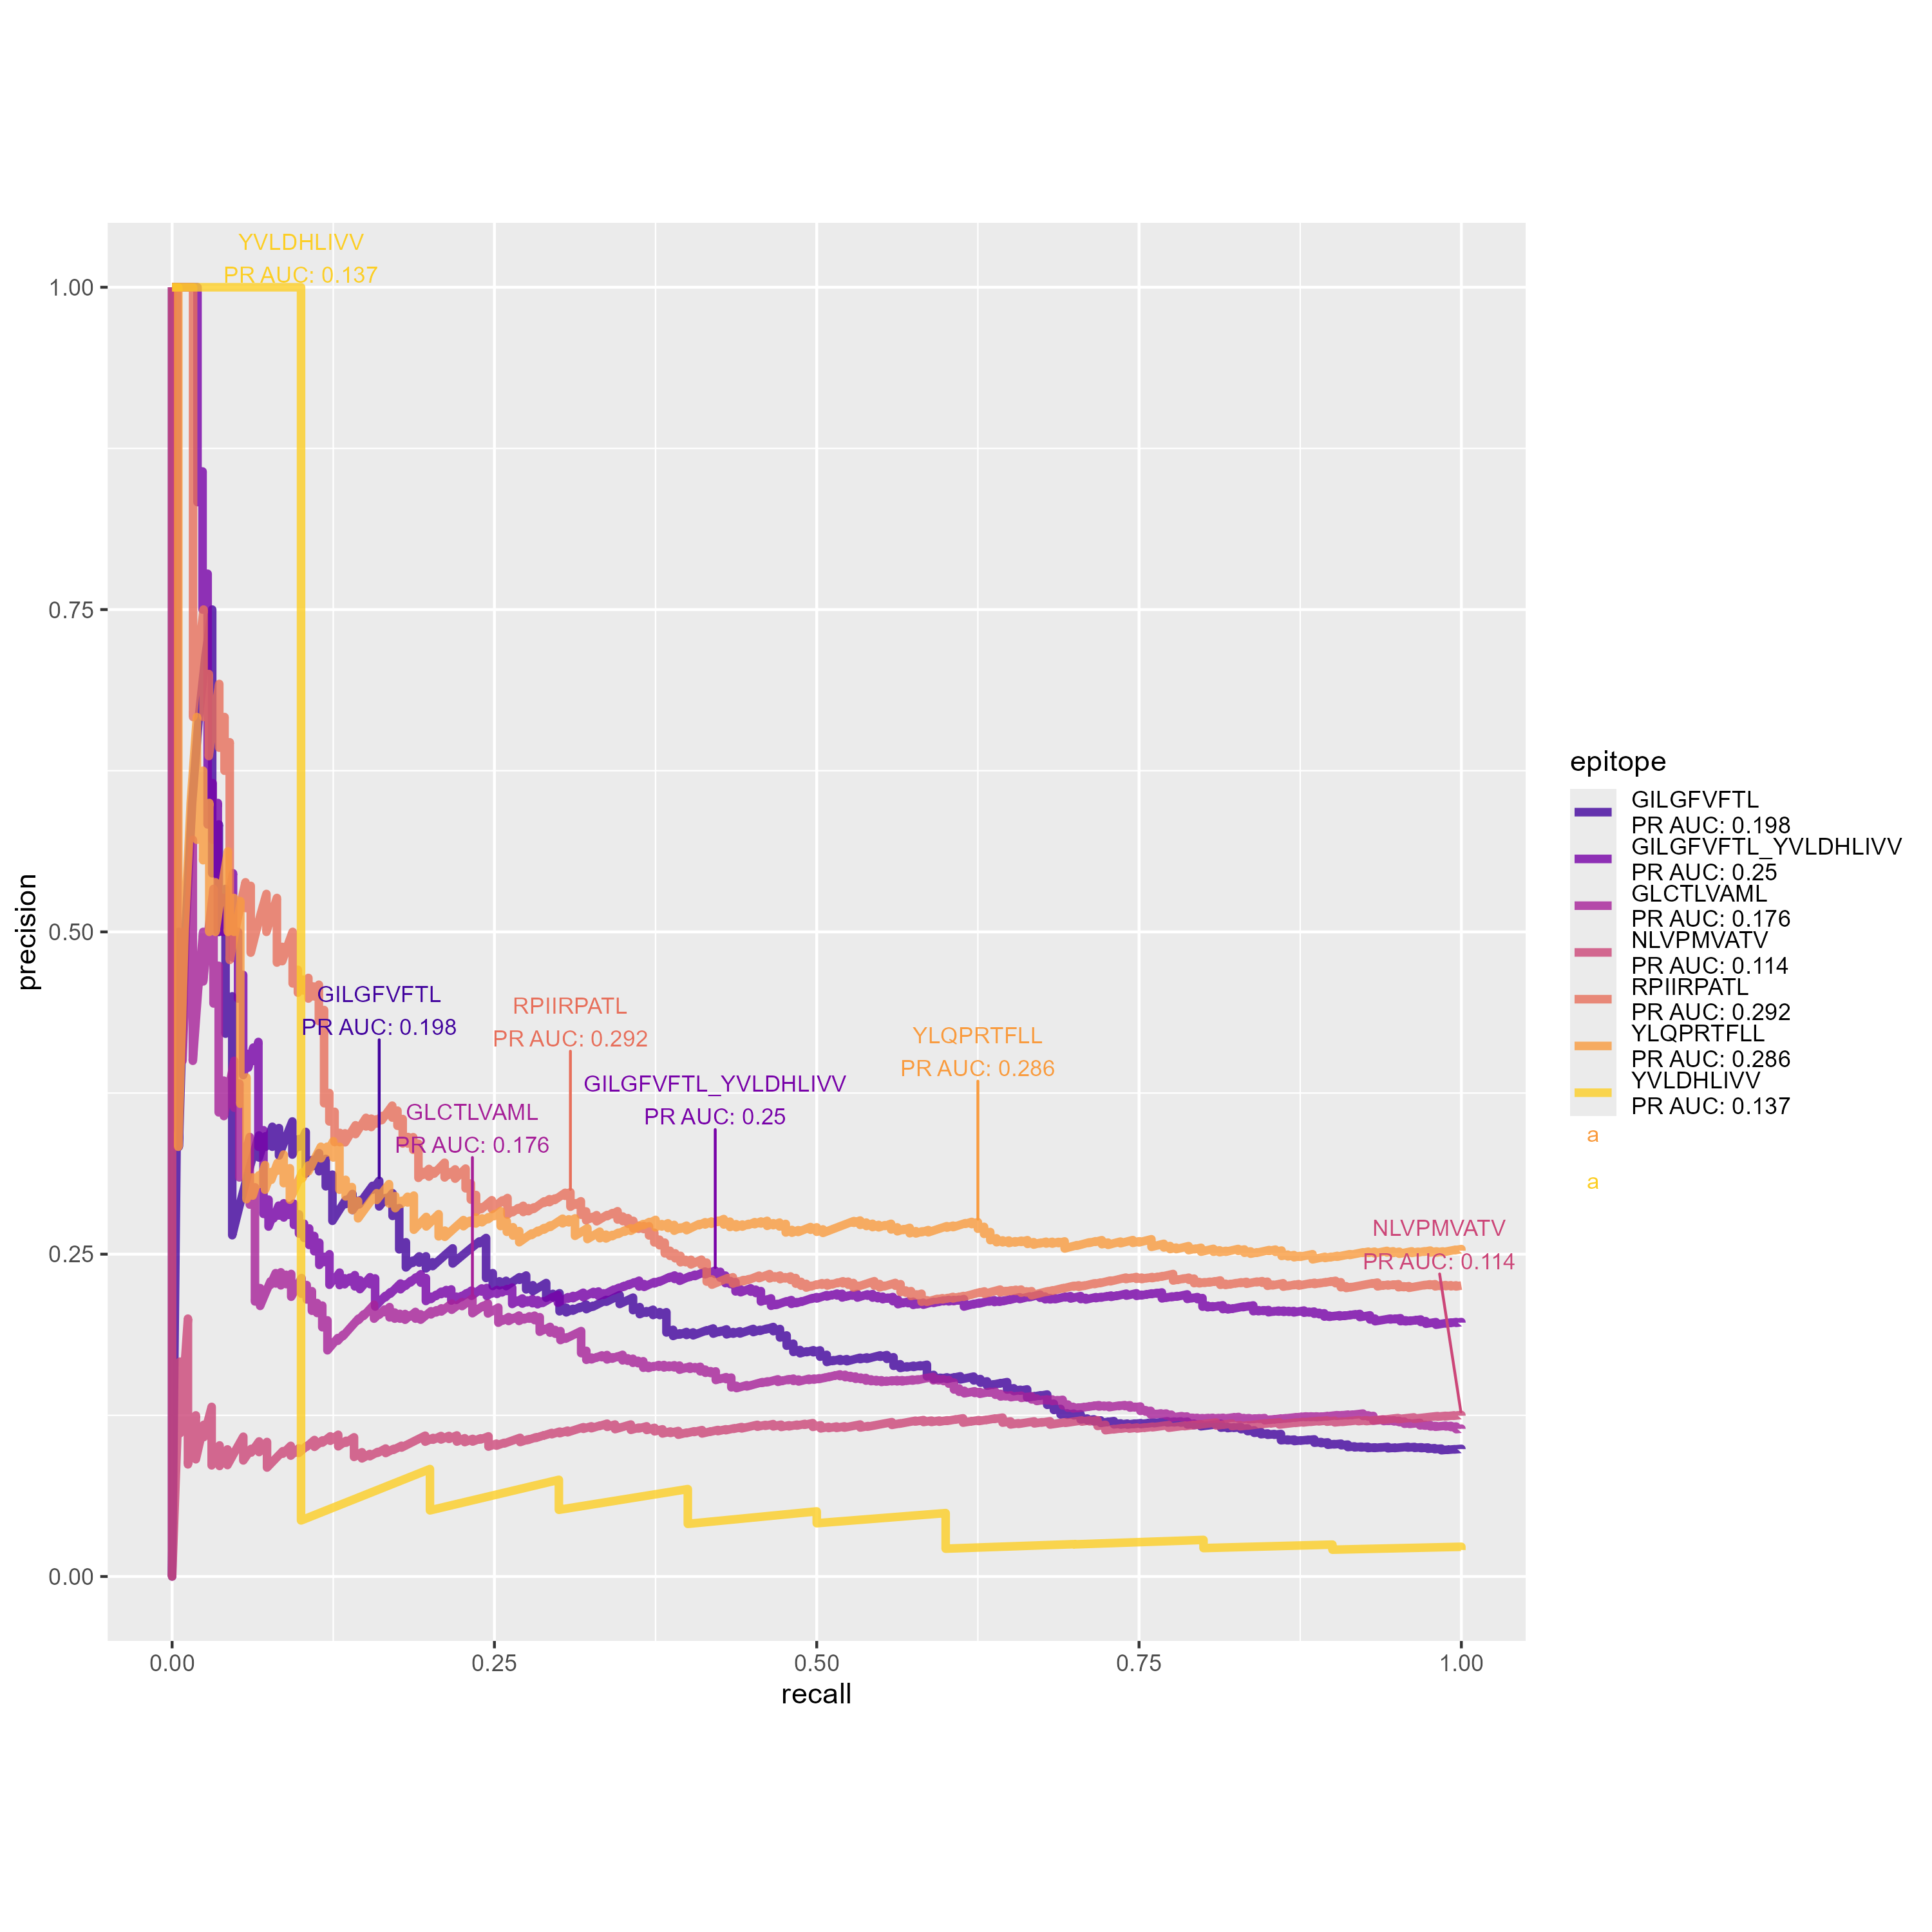 YVLDHLIVV
PR AUC: 0.137
1.00
0.75
0.50
0.25
0.00
precision
GILGFVFTL
PR AUC: 0.198
RPIIRPATL
PR AUC: 0.292
YLQPRTFLL
PR AUC: 0.286
GILGFVFTL_YVLDHLIVV
PR AUC: 0.25
GLCTLVAML
PR AUC: 0.176
NLVPMVATV
PR AUC: 0.114
0.00 0.25 0.50 0.75 1.00
recall
epitope
GILGFVFTL
PR AUC: 0.198
GILGFVFTL_YVLDHLIVV
PR AUC: 0.25
GLCTLVAML
PR AUC: 0.176
NLVPMVATV
PR AUC: 0.114
RPIIRPATL
PR AUC: 0.292
YLQPRTFLL
PR AUC: 0.286
YVLDHLIVV
PR AUC: 0.137
a
a